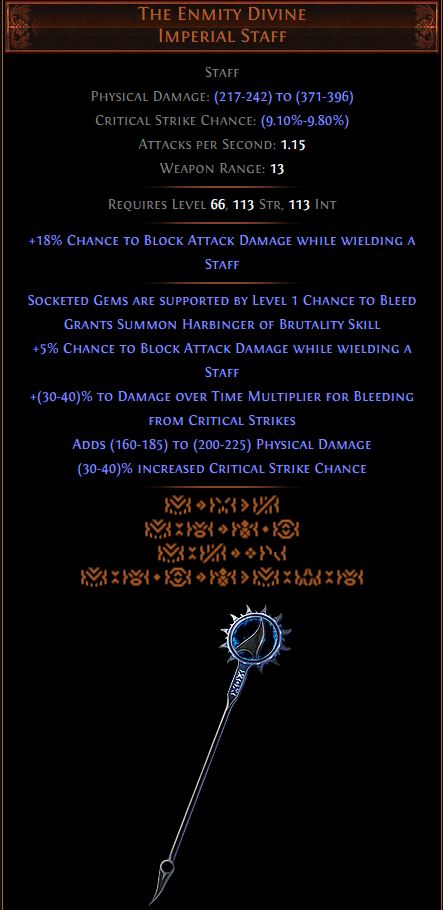 The Enmity Divine
Imperial Staff
Staff
Physical Damage: (217-242) to (371-396)
Critical Strike Chance: (9.10%-9.80%)
Attacks per Second: 1.15
Weapon Range: 13
Requires Level 66, 113 Str, 113 Int
+18% Chance to Block Attack Damage while wielding a
Staff
Socketed Gems are supported by Level 1 Chance to Bleed
Grants Summon Harbinger of Brutality Skill
+5% Chance to Block Attack Damage while wielding a
Staff
+(30-40)% to Damage over Time Multiplier for Bleeding
from Critical Strikes
Adds (160-185) to (200-225) Physical Damage
(30-40)% increased Critical Strike Chance